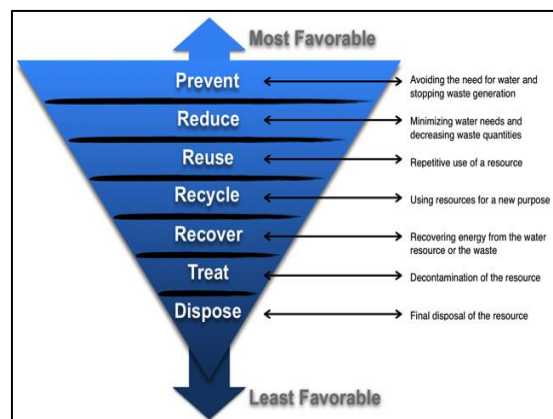 Most Favorable
Prevent
Avoiding the need for water and
stopping waste generation
Reduce
Minimizing water needs and
decreasing waste quantities
Reuse
Repetitive use of a resource
Recycle
Using resources for a new purpose
Recover
Recovering energy from the water
resource or the waste
Treat
Decontamination of the resource
Dispose
Final disposal of the resource
Least Favorable